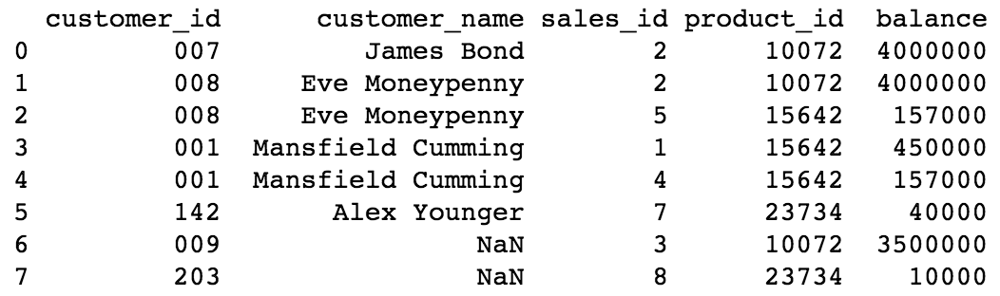 customer_id customer_name sales_id product_id balance
0 007 James Bond 2 10072 4000000
1 008 Eve Moneypenny 2 10072 4000000
2 008 Eve Moneypenny 5 15642 157000
3 001 Mansfield Cumming 1 15642 450000
4 001 Mansfield Cumming 4 15642 157000
5 142 Alex Younger 7 23734 40000
6 009 NaN 3 10072 3500000
7 203 NaN 8 23734 10000